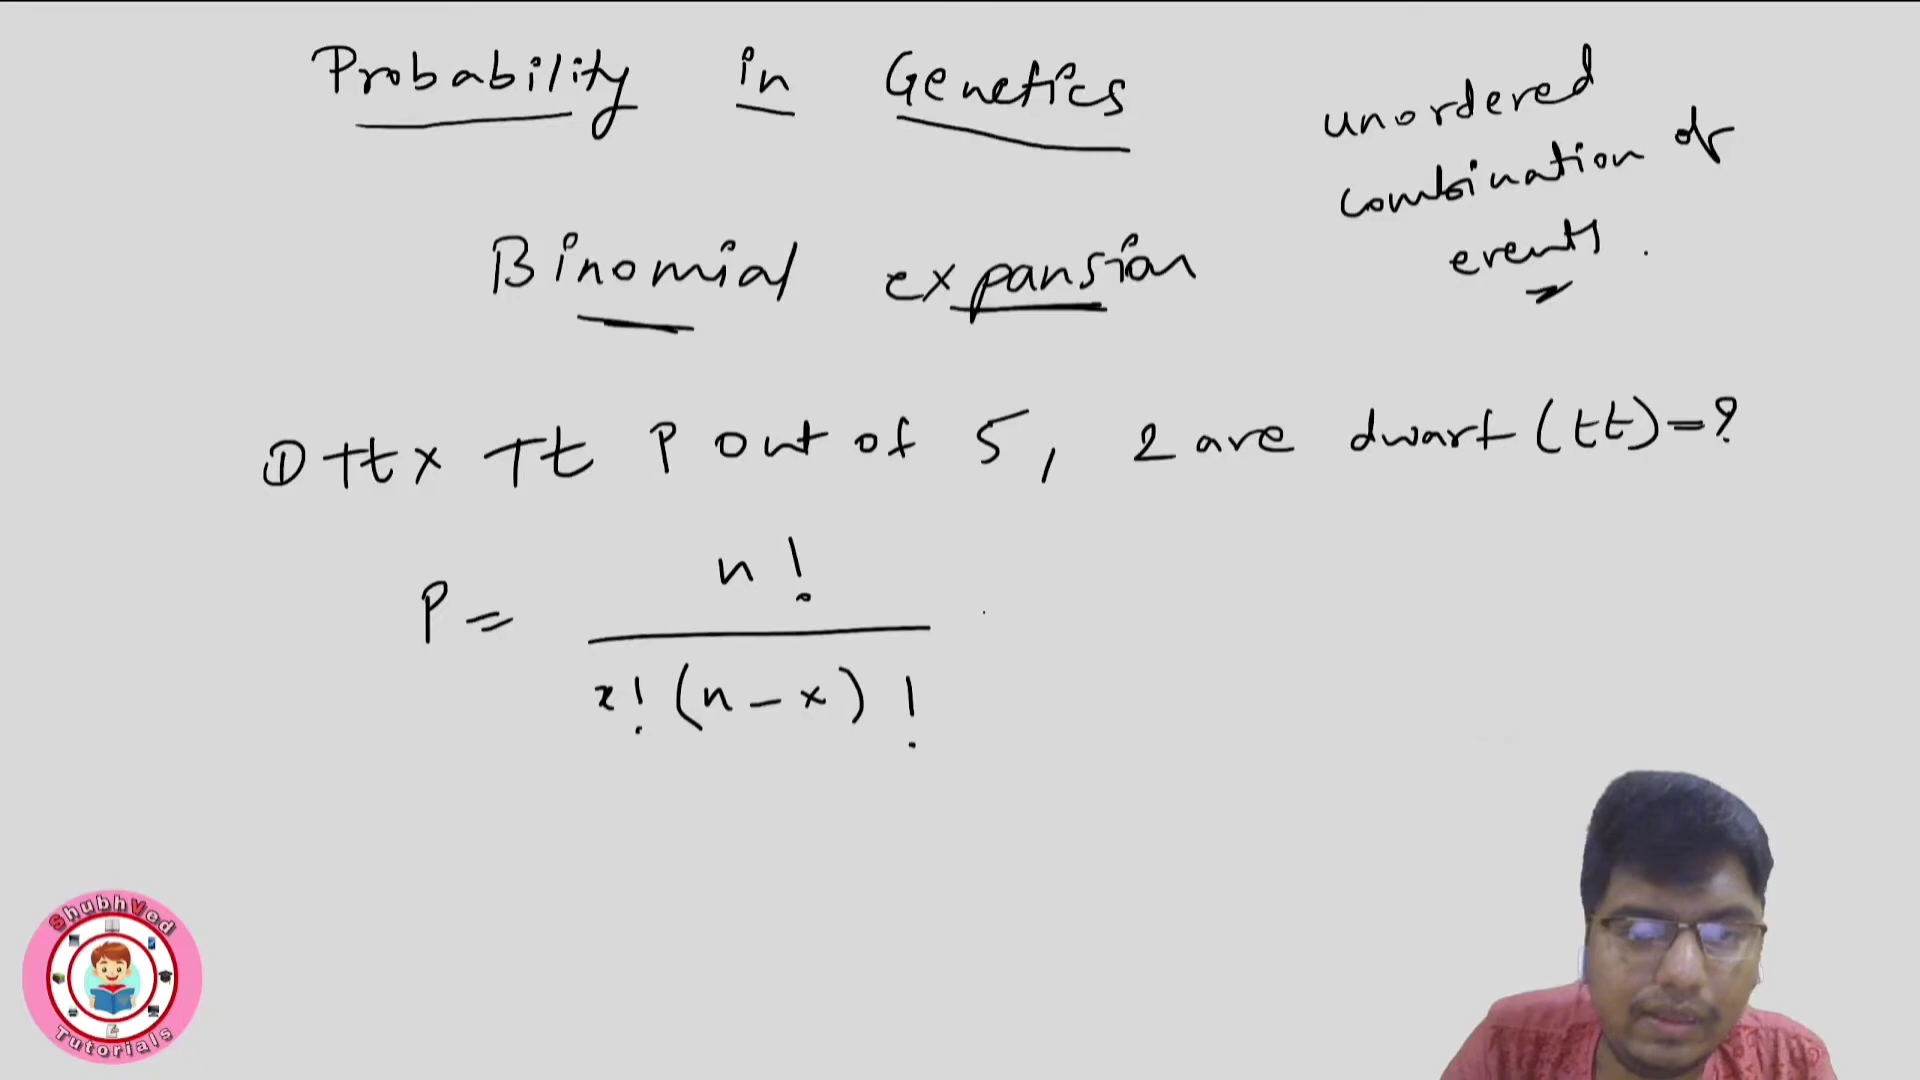 Probability in Genetics
unordered
combination of
events.
Binomial expansion
① Tt x Tt P out of 5, 2 are dwarf (tt) = ?
P = n!
x! (n - x) !
ShubhVed
Tutorials